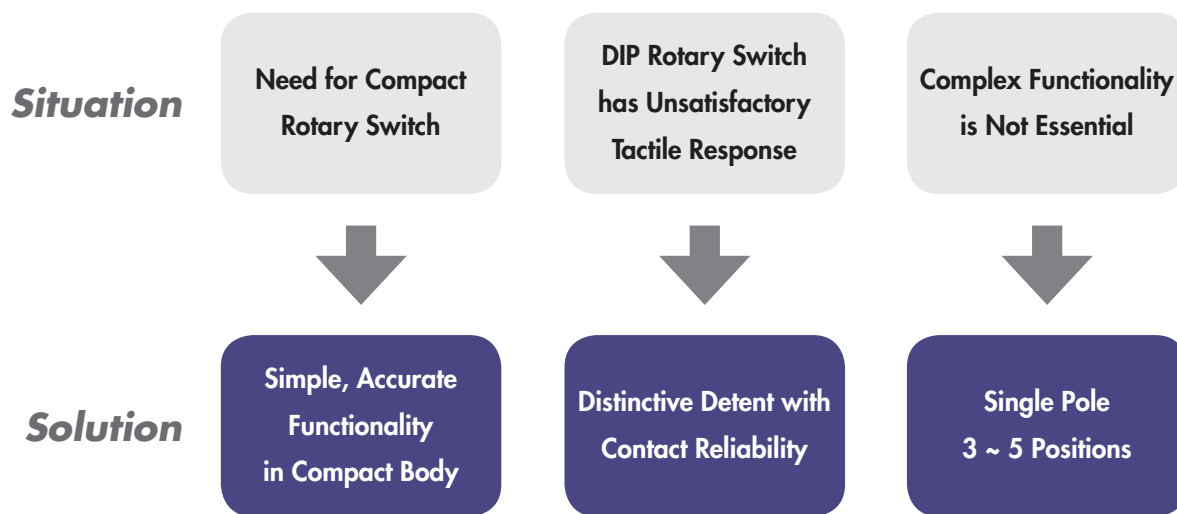 Situation
Need for Compact
Rotary Switch
DIP Rotary Switch
has Unsatisfactory
Tactile Response
Complex Functionality
is Not Essential
Solution
Simple, Accurate
Functionality
in Compact Body
Distinctive Detent with
Contact Reliability
Single Pole
3 ~ 5 Positions